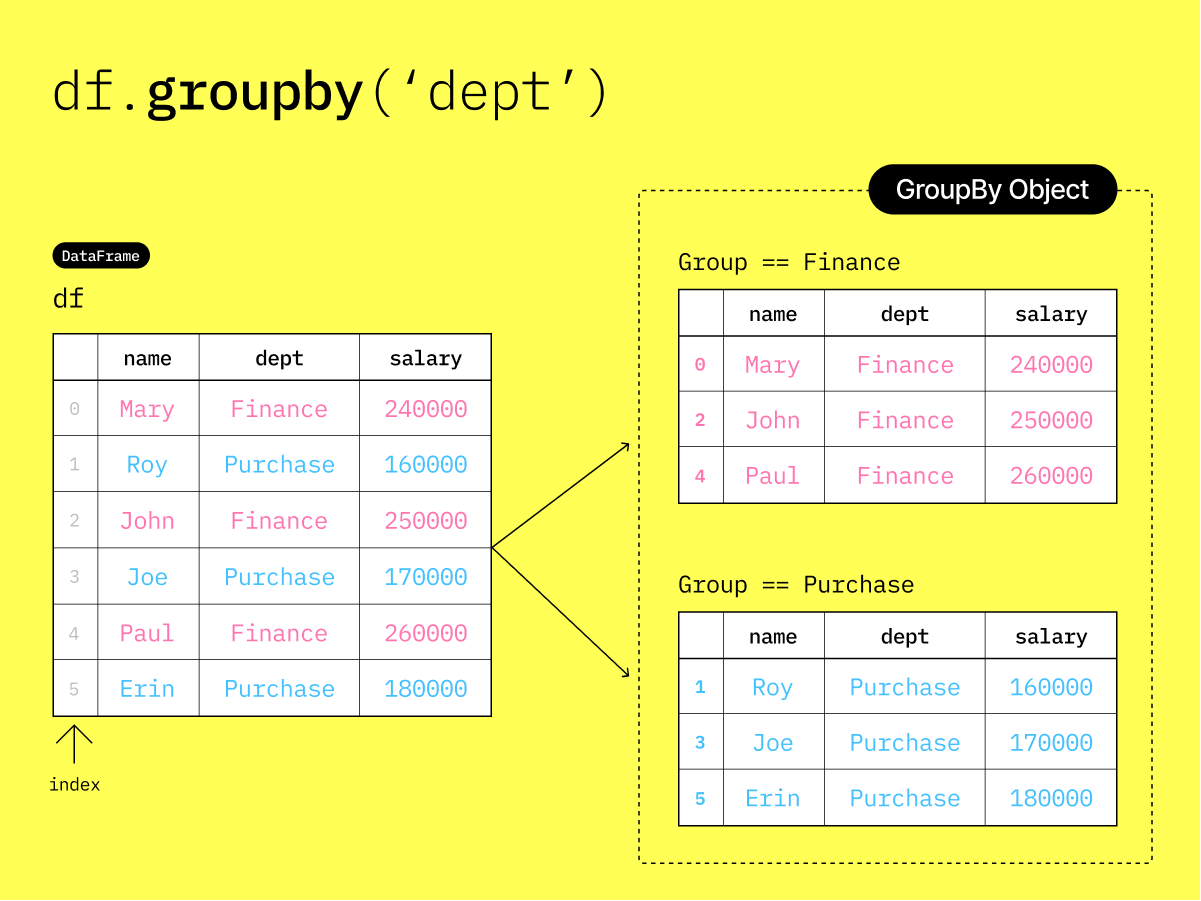 df.groupby(‘dept’)
DataFrame
df
name dept salary
0 Mary Finance 240000
1 Roy Purchase 160000
2 John Finance 250000
3 Joe Purchase 170000
4 Paul Finance 260000
5 Erin Purchase 180000
index
GroupBy Object
Group == Finance
name dept salary
0 Mary Finance 240000
2 John Finance 250000
4 Paul Finance 260000
Group == Purchase
name dept salary
1 Roy Purchase 160000
3 Joe Purchase 170000
5 Erin Purchase 180000